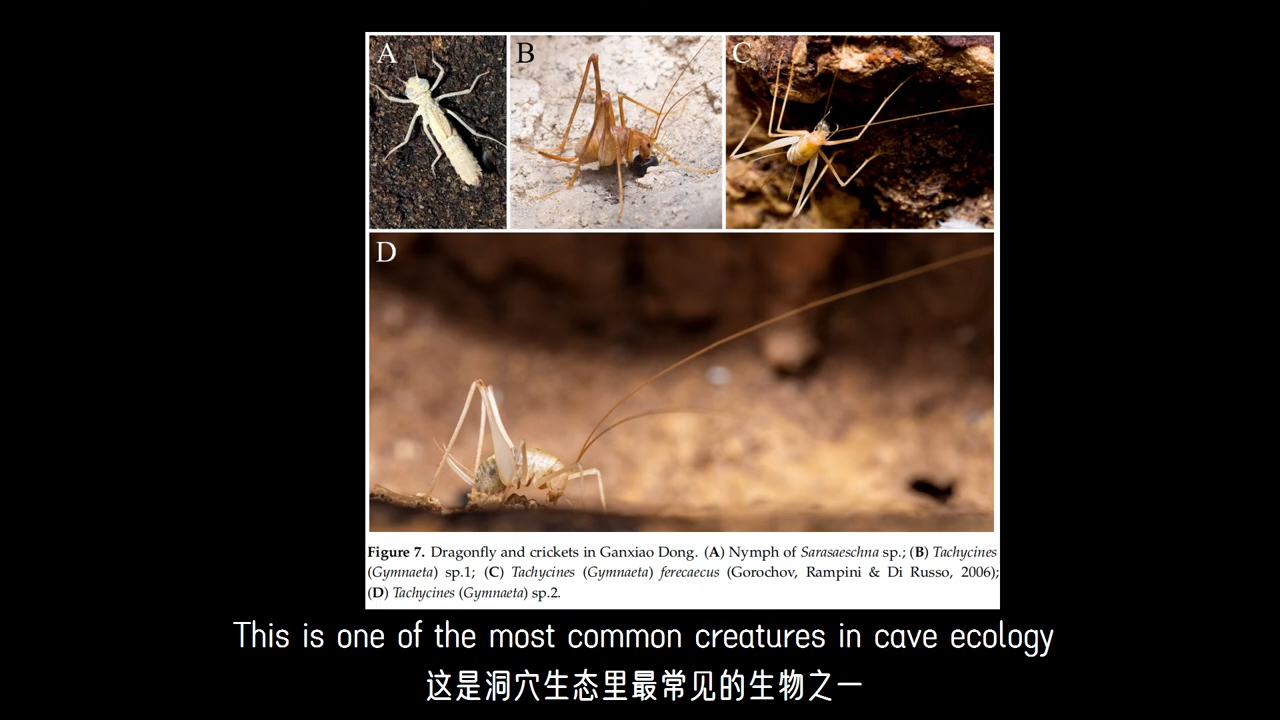 A
B
C
D
Figure 7. Dragonfly and crickets in Ganxiao Dong. (A) Nymph of Sarasaeschna sp.; (B) Tachycines
(Gymnaeta) sp.1; (C) Tachycines (Gymnaeta) ferecaecus (Gorochov, Rampini & Di Russo, 2006);
(D) Tachycines (Gymnaeta) sp.2.
This is one of the most common creatures in cave ecology
这是洞穴生态里最常见的生物之一